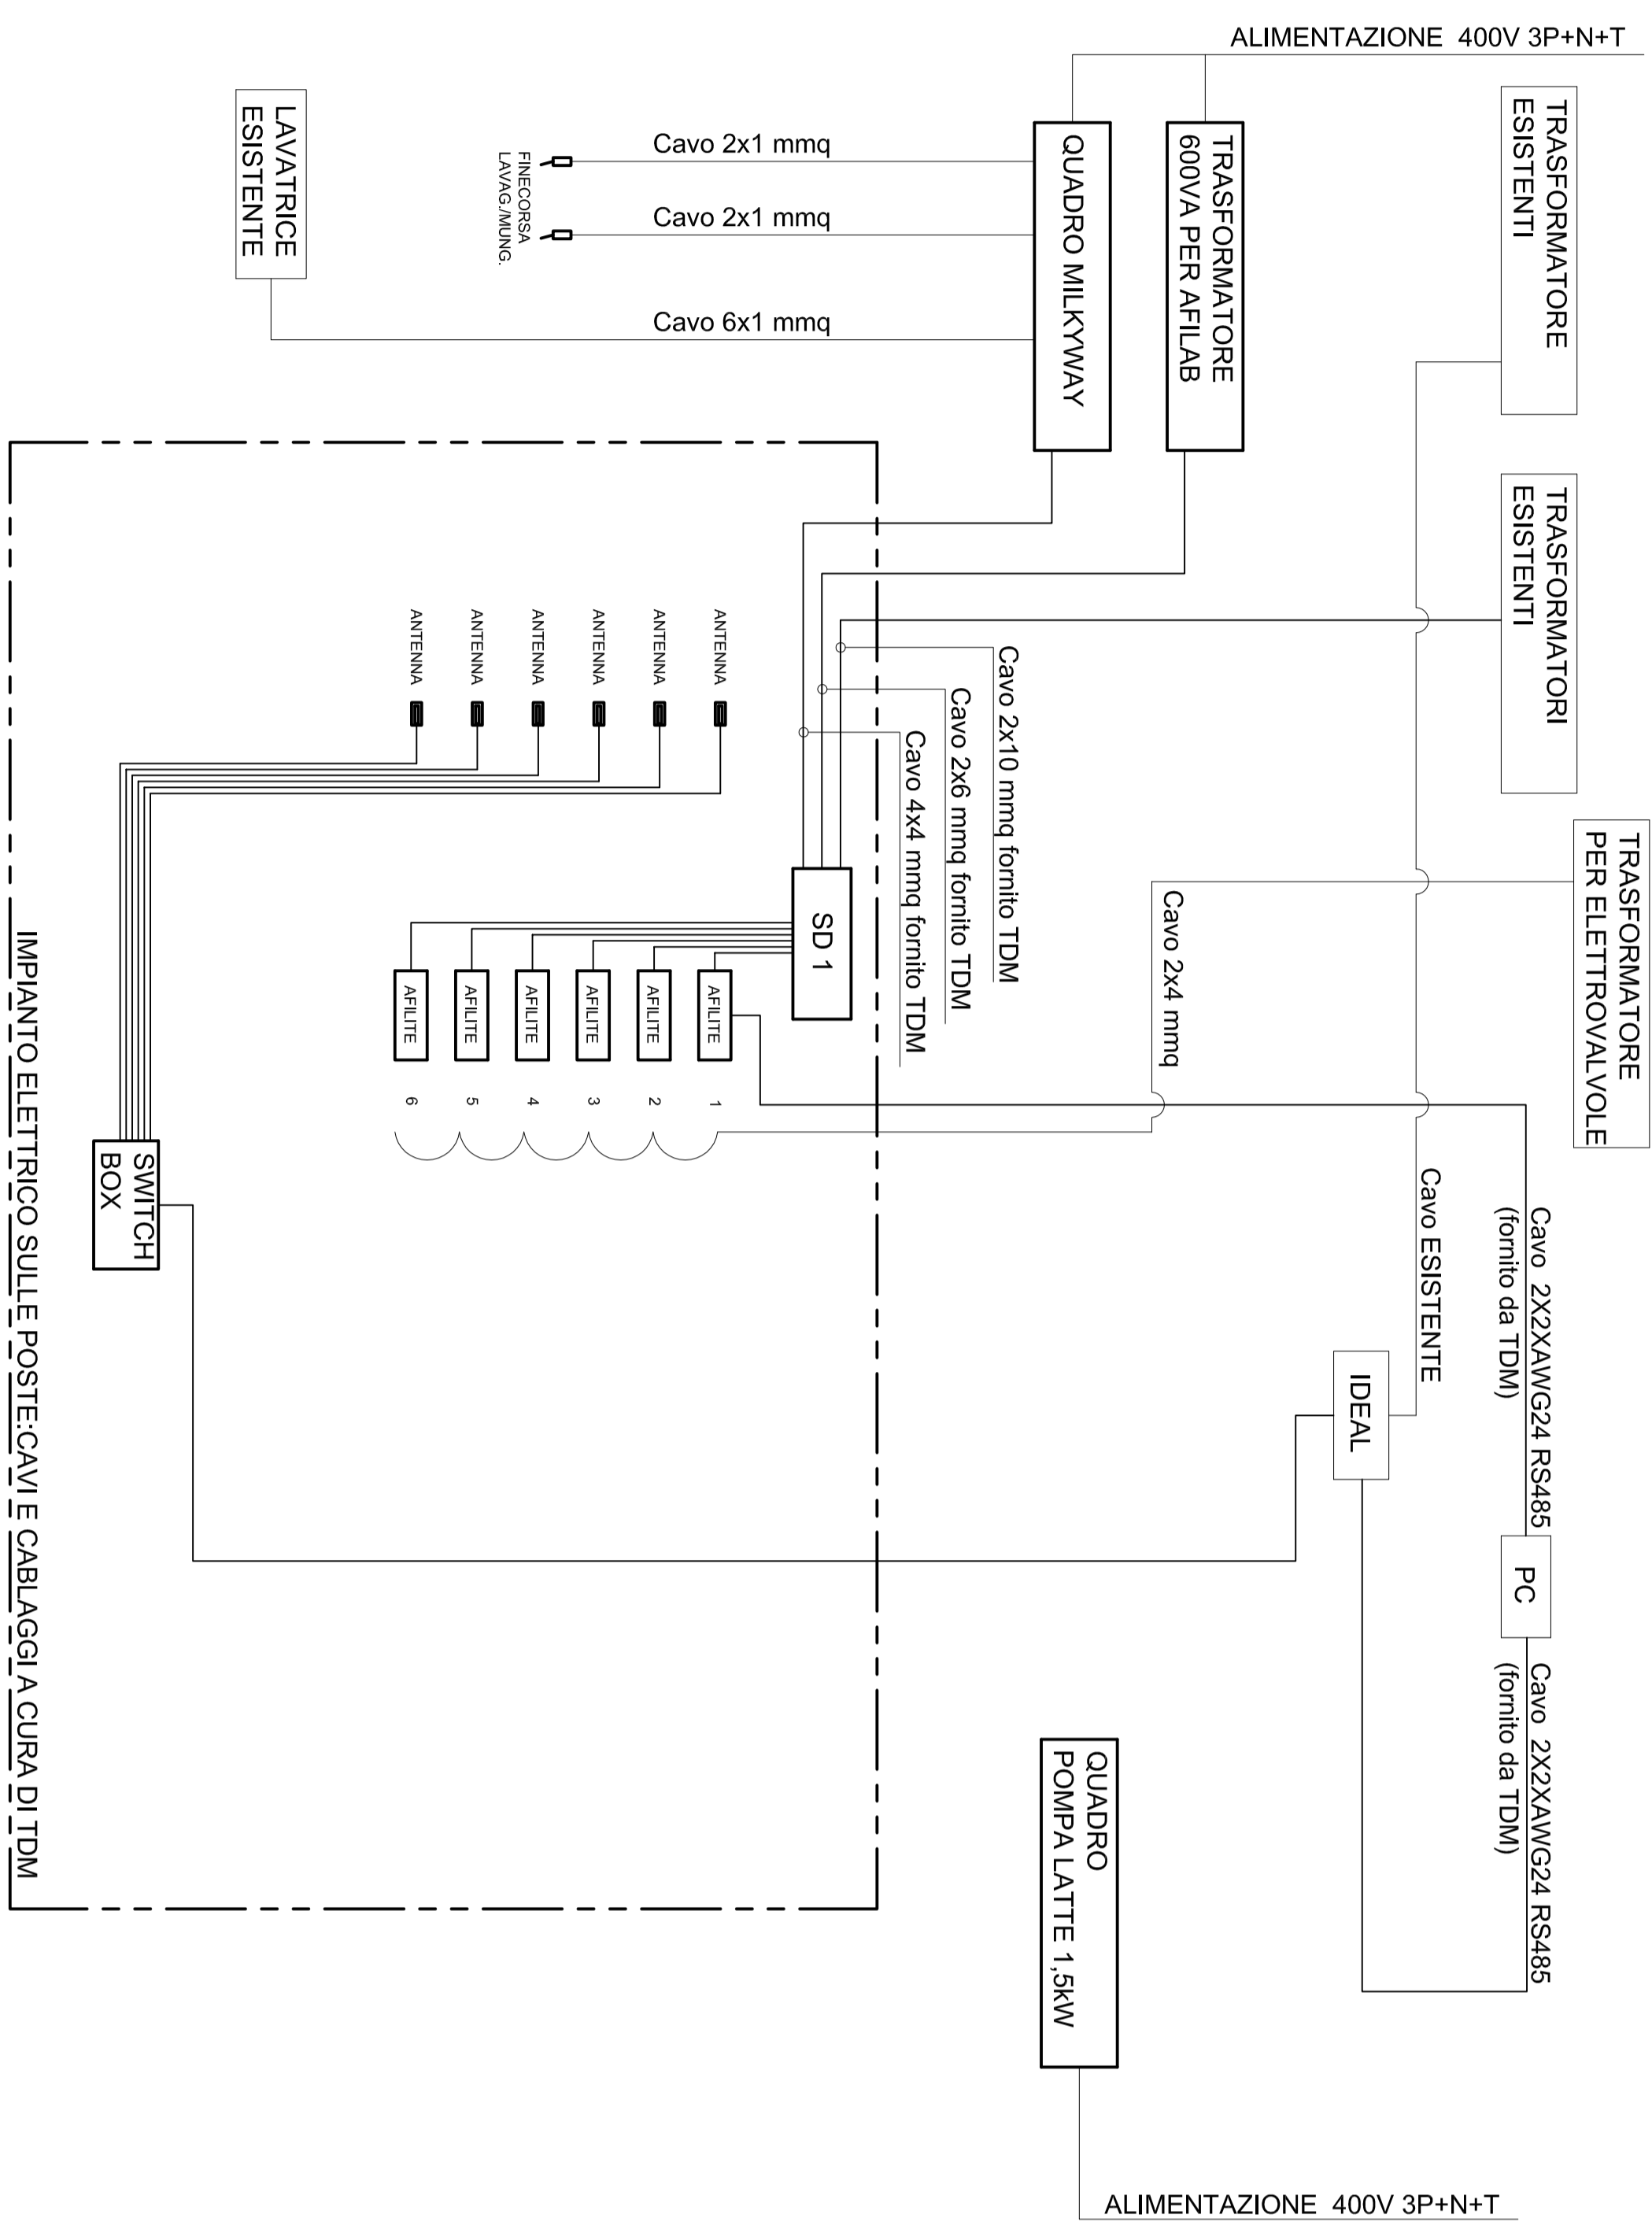 ALIMENTAZIONE 400V 3P+N+T
TRASFORMATORE
ESISTENTI
TRASFORMATORI
ESISTENTI
TRASFORMATORE
PER ELETTROVALVOLE
TRASFORMATORE
600VA PER AFILAB
QUADRO MILKYWAY
Cavo 2x1 mmq
Cavo 2x1 mmq
Cavo 6x1 mmq
FINECORSA
LAVAG./MUNG.
LAVATRICE
ESISTENTE
Cavo 2x10 mmq fornito TDM
Cavo 2x6 mmq fornito TDM
Cavo 4x4 mmq fornito TDM
Cavo 2x4 mmq
Cavo ESISTENTE
Cavo 2X2XAWG24 RS485
(fornito da TDM)
PC
Cavo 2X2XAWG24 RS485
(fornito da TDM)
IDEAL
SD 1
ANTENNA
ANTENNA
ANTENNA
ANTENNA
ANTENNA
ANTENNA
AFILITE
AFILITE
AFILITE
AFILITE
AFILITE
AFILITE
1
2
3
4
5
6
SWITCH
BOX
QUADRO
POMPA LATTE 1,5kW
ALIMENTAZIONE 400V 3P+N+T
IMPIANTO ELETTRICO SULLE POSTE:CAVI E CABLAGGI A CURA DI TDM